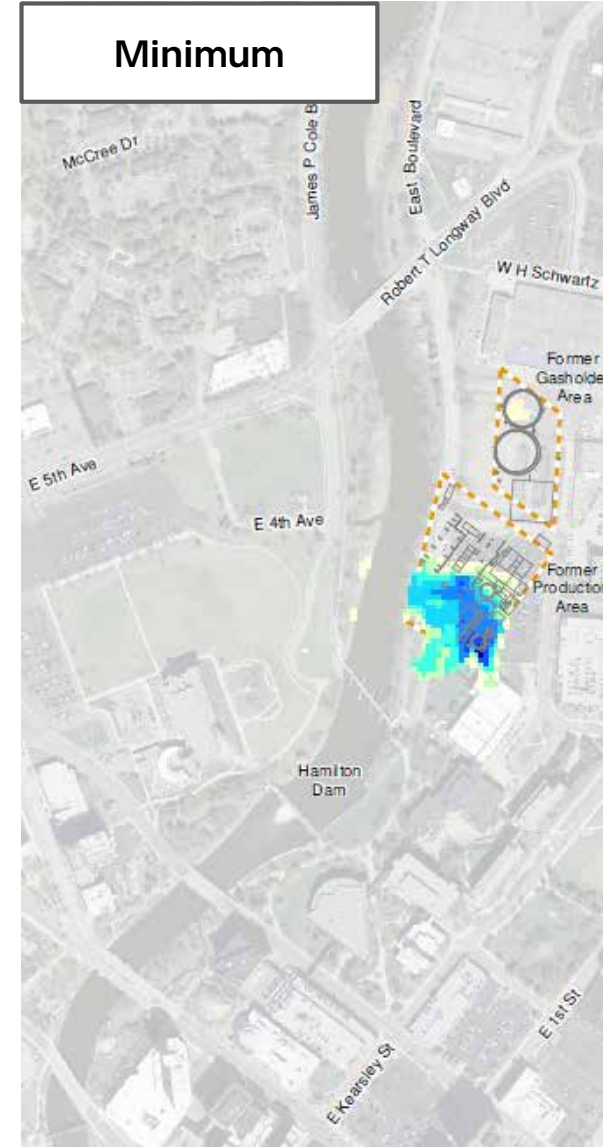 Minimum
McCree Dr
James P Cole B
East Boulevard
Robert T Longway Blvd
W H Schwartz
Former
Gasholde
Area
E 5th Ave
E 4th Ave
Former
Production
Area
Hamilton
Dam
E 1st St
E Kearsley St